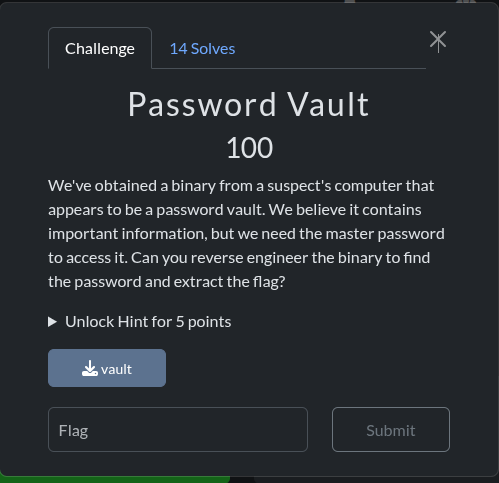 Challenge
14 Solves
Password Vault
100
We've obtained a binary from a suspect's computer that
appears to be a password vault. We believe it contains
important information, but we need the master password
to access it. Can you reverse engineer the binary to find
the password and extract the flag?
Unlock Hint for 5 points
vault
Flag
Submit